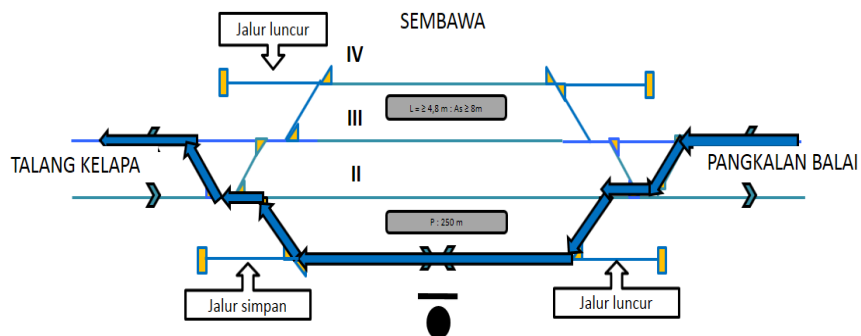 SEMBAWA
Jalur luncur
IV
L = ≥ 4,8 m : As ≥ 8m
III
TALANG KELAPA
PANGKALAN BALAI
II
P : 250 m
Jalur simpan
Jalur luncur